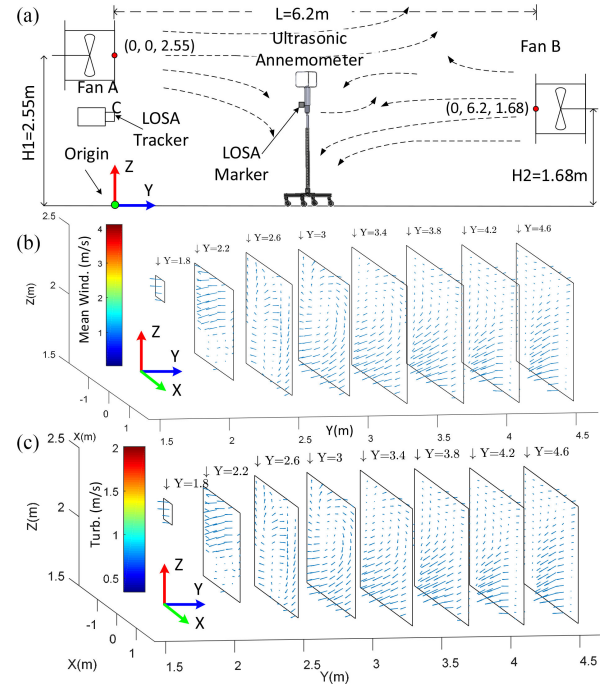 (a)
L=6.2m
Ultrasonic
Annemometer
Fan B
(0, 0, 2.55)
Fan A
(0, 6.2, 1.68)
C
LOSA
Tracker
LOSA
Marker
H1=2.55m
H2=1.68m
Origin
Z
Y
(b)
2.5
2
1.5
Z(m)
-1
0
1
X(m)
4
3
2
1
Mean Wind. (m/s)
Z
Y
X
↓ Y=1.8
↓ Y=2.2
↓ Y=2.6
↓ Y=3
↓ Y=3.4
↓ Y=3.8
↓ Y=4.2
↓ Y=4.6
1.5
2
2.5
3
3.5
4
4.5
Y(m)
(c)
2.5
2
1.5
Z(m)
-1
0
1
X(m)
2
1.5
1
0.5
Turb. (m/s)
Z
Y
X
↓ Y = 1.8
↓ Y = 2.2
↓ Y = 2.6
↓ Y = 3
↓ Y = 3.4
↓ Y = 3.8
↓ Y = 4.2
↓ Y = 4.6
1.5
2
2.5
3
3.5
4
4.5
Y(m)